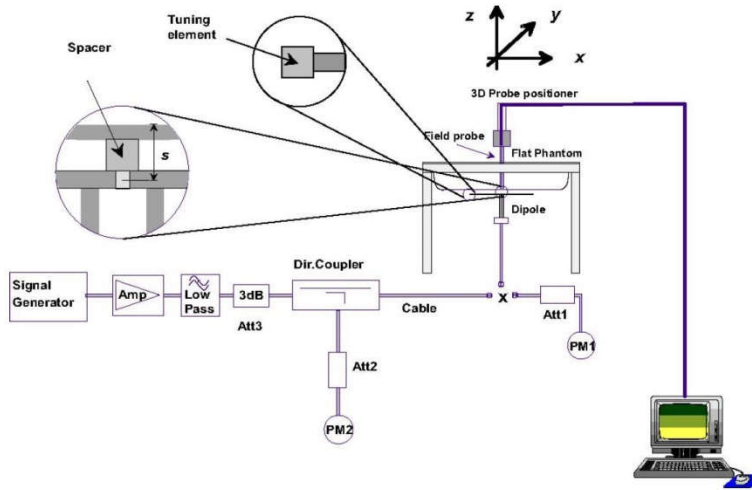 Tuning
element
Spacer
s
z
y
x
3D Probe positioner
Field probe
Flat Phantom
Dipole
Signal
Generator
Amp
Low
Pass
3dB
Att3
Dir.Coupler
Cable
X
Att1
PM1
Att2
PM2